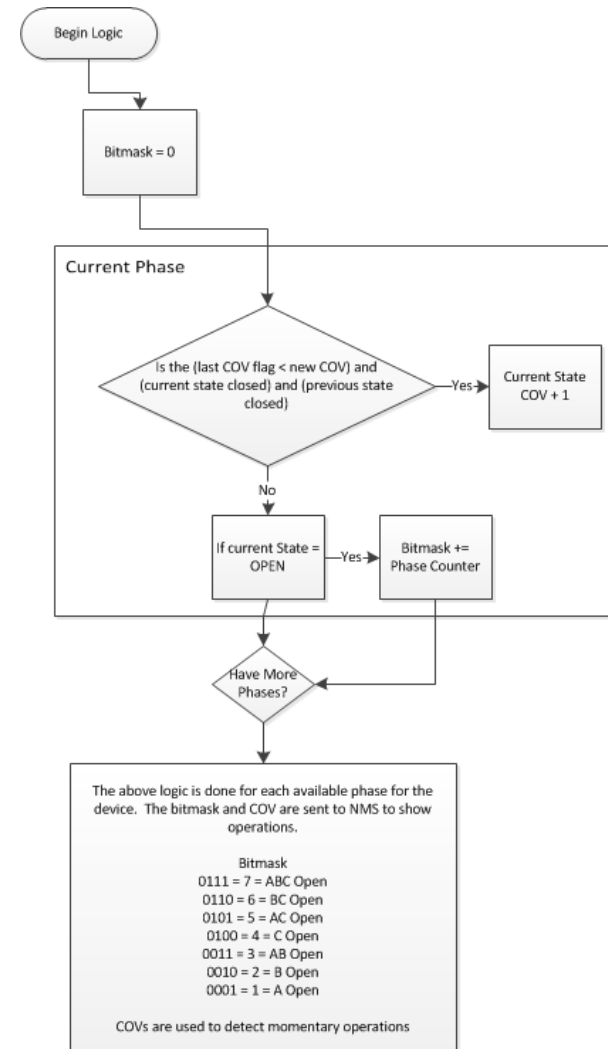 Begin Logic
Bitmask = 0
Current Phase
Is the (last COV flag < new COV) and
(current state closed) and (previous state
closed)
Yes
Current State
COV + 1
No
If current State =
OPEN
Yes
Bitmask +=
Phase Counter
Have More
Phases?
The above logic is done for each available phase for the
device. The bitmask and COV are sent to NMS to show
operations.
Bitmask
0111 = 7 = ABC Open
0110 = 6 = BC Open
0101 = 5 = AC Open
0100 = 4 = C Open
0011 = 3 = AB Open
0010 = 2 = B Open
0001 = 1 = A Open
COVs are used to detect momentary operations